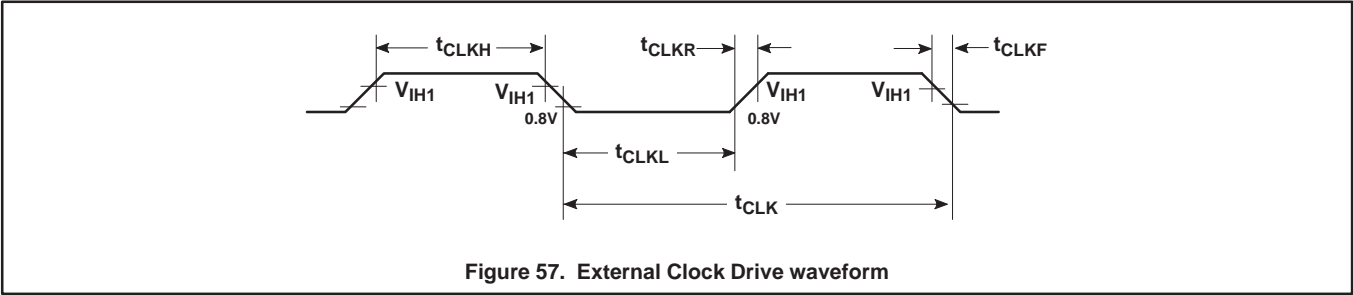 tCLKH
tCLKR
tCLKF
VIH1
VIH1
VIH1
VIH1
0.8V
0.8V
tCLKL
tCLK
Figure 57. External Clock Drive waveform